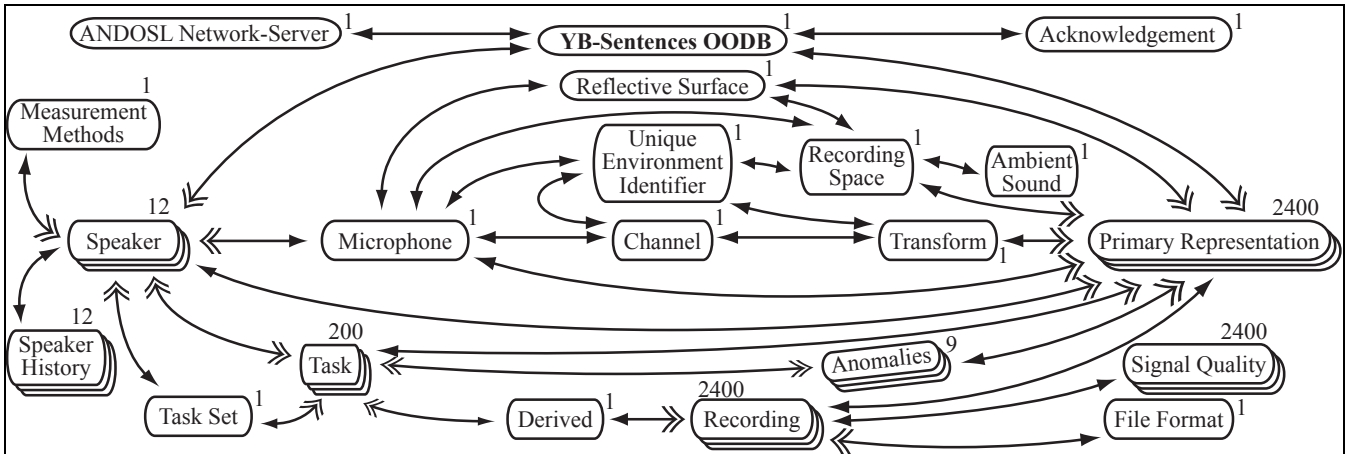 ANDOSL Network-Server 1
YB-Sentences OODB 1
Acknowledgement 1
Reflective Surface 1
Measurement 1
Methods
Unique 1
Environment
Identifier
Recording 1
Space
Ambient 1
Sound
Speaker 12
Microphone 1
Channel 1
Transform 1
Primary Representation 2400
Speaker 12
History
Task 200
Anomalies 9
Signal Quality 2400
Task Set 1
Derived 1
Recording 2400
File Format 1